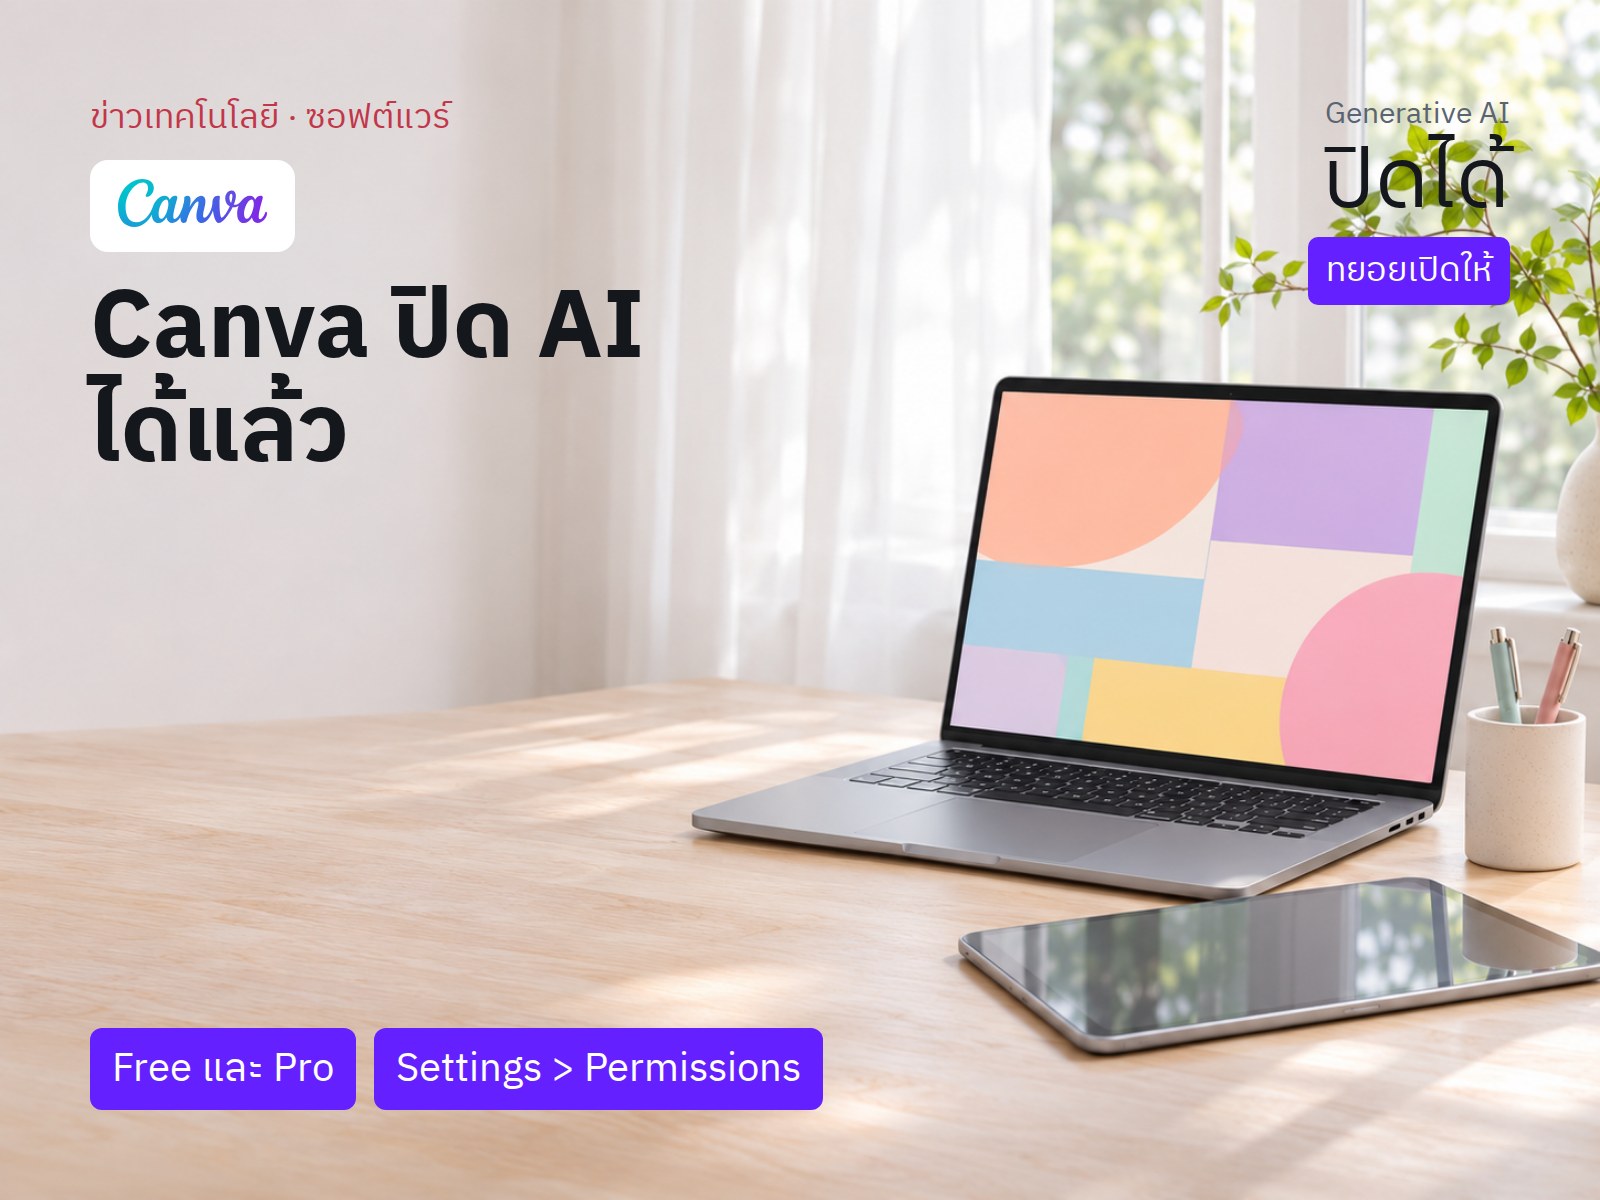 ข่าวเทคโนโลยี · ซอฟต์แวร์
Canva
Canva ปิด AI
ได้แล้ว
Generative AI
ปิดได้
ทยอยเปิดให้
Free และ Pro
Settings > Permissions